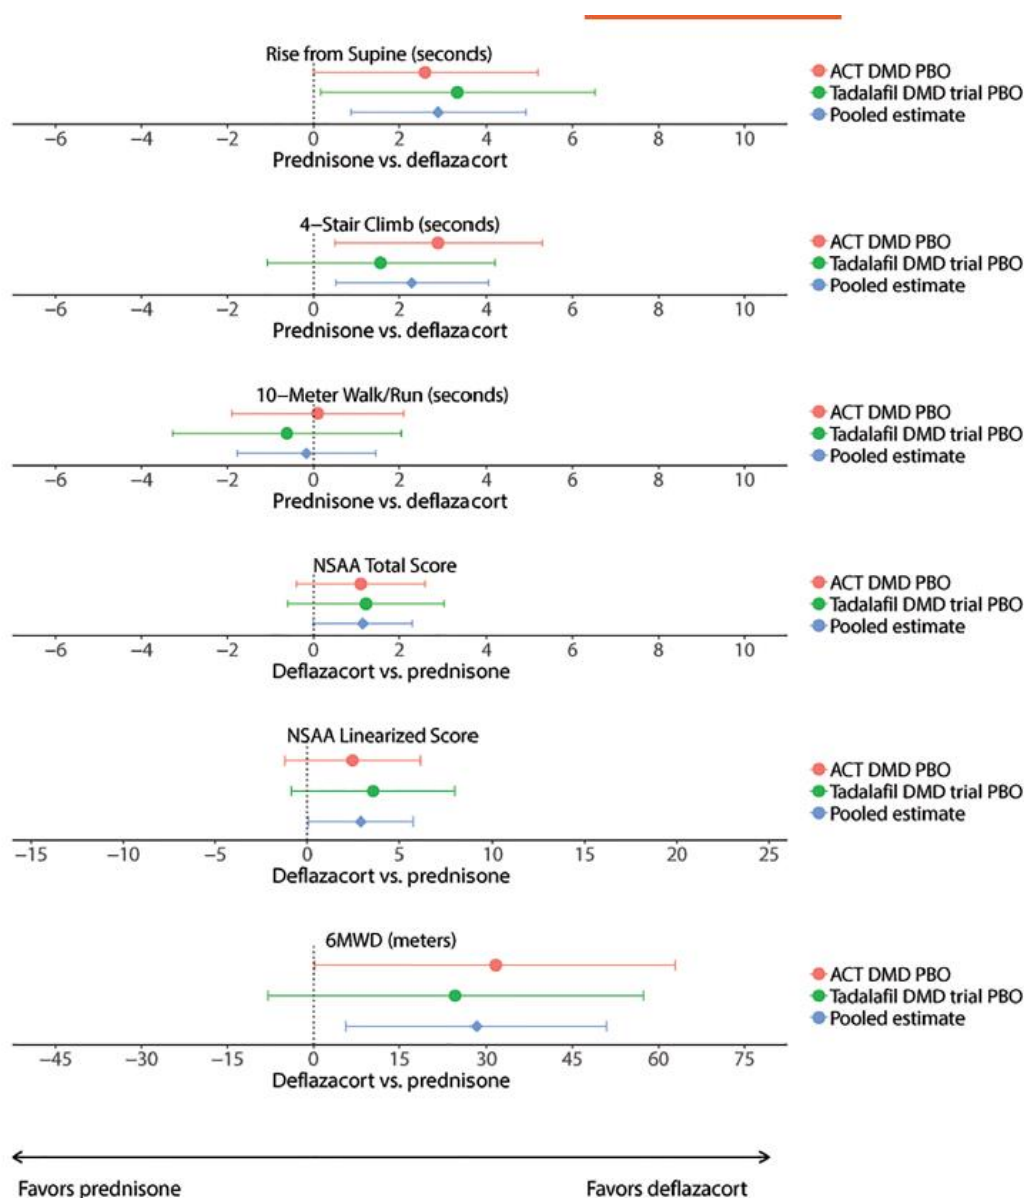 Rise from Supine (seconds)
ACT DMD PBO
Tadalafil DMD trial PBO
Pooled estimate
−6 −4 −2 0 2 4 6 8 10
Prednisone vs. deflazacort
4−Stair Climb (seconds)
ACT DMD PBO
Tadalafil DMD trial PBO
Pooled estimate
−6 −4 −2 0 2 4 6 8 10
Prednisone vs. deflazacort
10−Meter Walk/Run (seconds)
ACT DMD PBO
Tadalafil DMD trial PBO
Pooled estimate
−6 −4 −2 0 2 4 6 8 10
Prednisone vs. deflazacort
NSAA Total Score
ACT DMD PBO
Tadalafil DMD trial PBO
Pooled estimate
−6 −4 −2 0 2 4 6 8 10
Deflazacort vs. prednisone
NSAA Linearized Score
ACT DMD PBO
Tadalafil DMD trial PBO
Pooled estimate
−15 −10 −5 0 5 10 15 20 25
Deflazacort vs. prednisone
6MWD (meters)
ACT DMD PBO
Tadalafil DMD trial PBO
Pooled estimate
−45 −30 −15 0 15 30 45 60 75
Deflazacort vs. prednisone
Favors prednisone Favors deflazacort